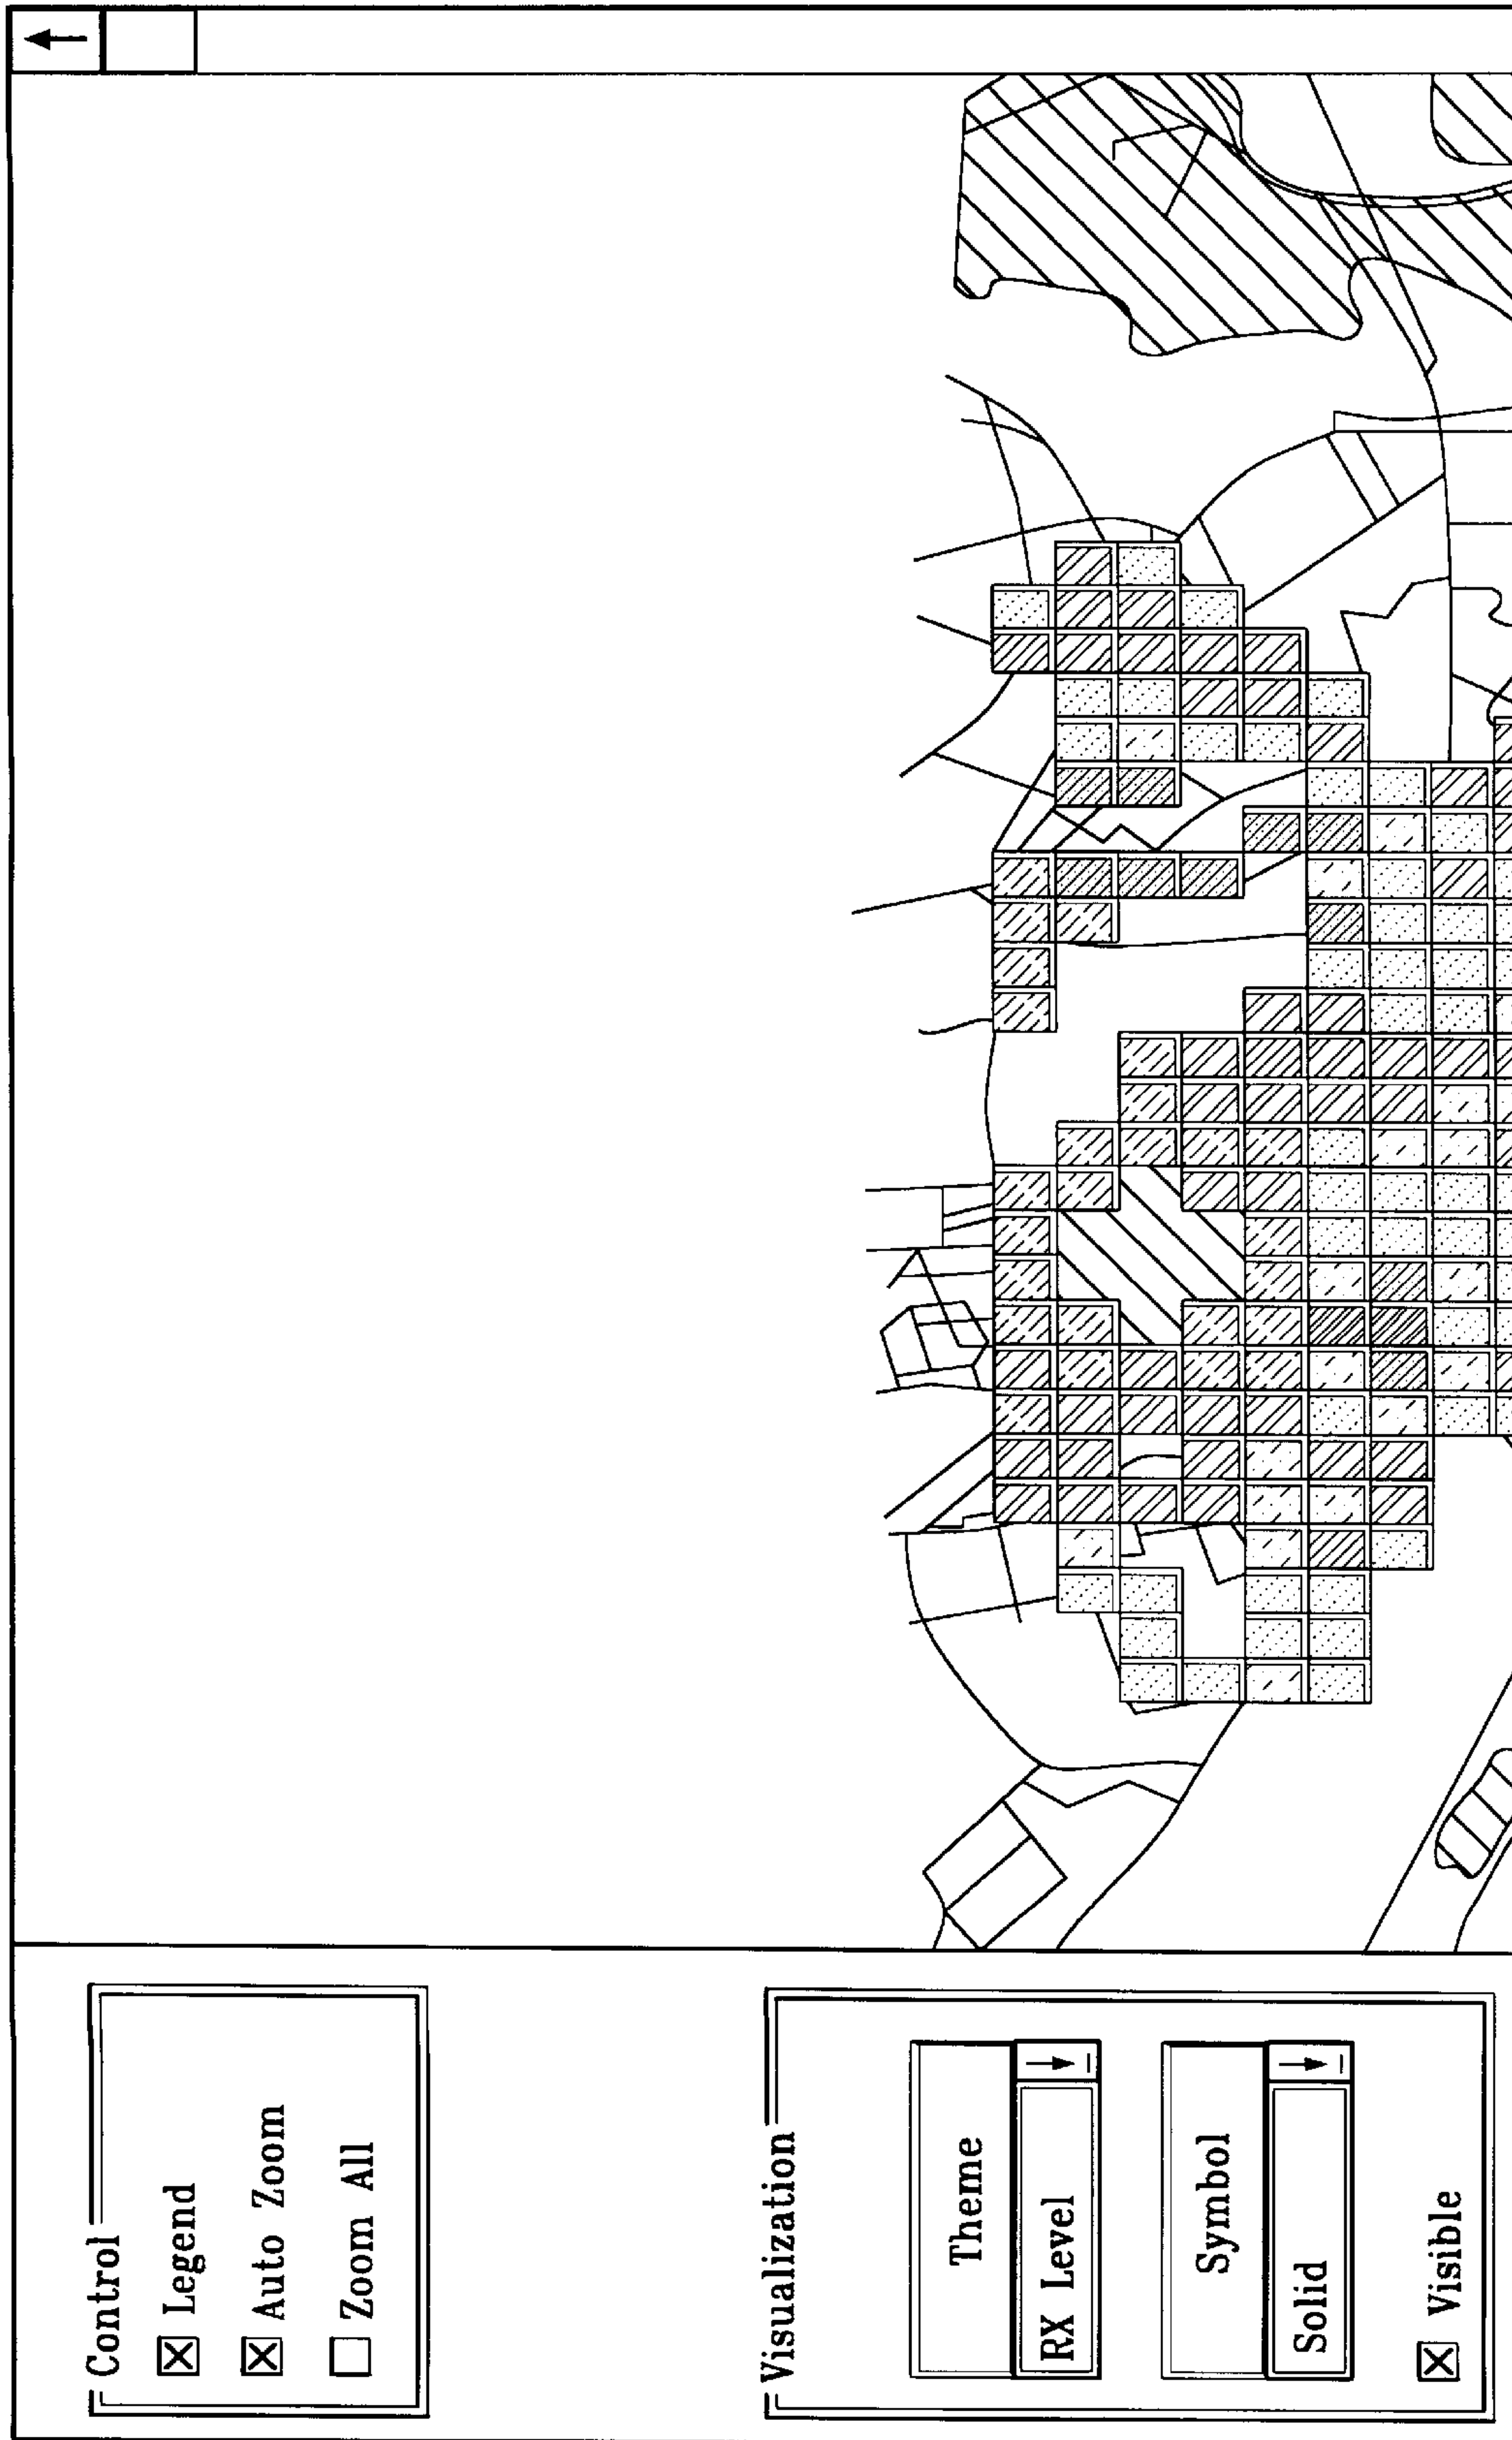 Control
Legend
Auto Zoom
Zoom All
Visualization
Theme
RX Level
Symbol
Solid
Visible